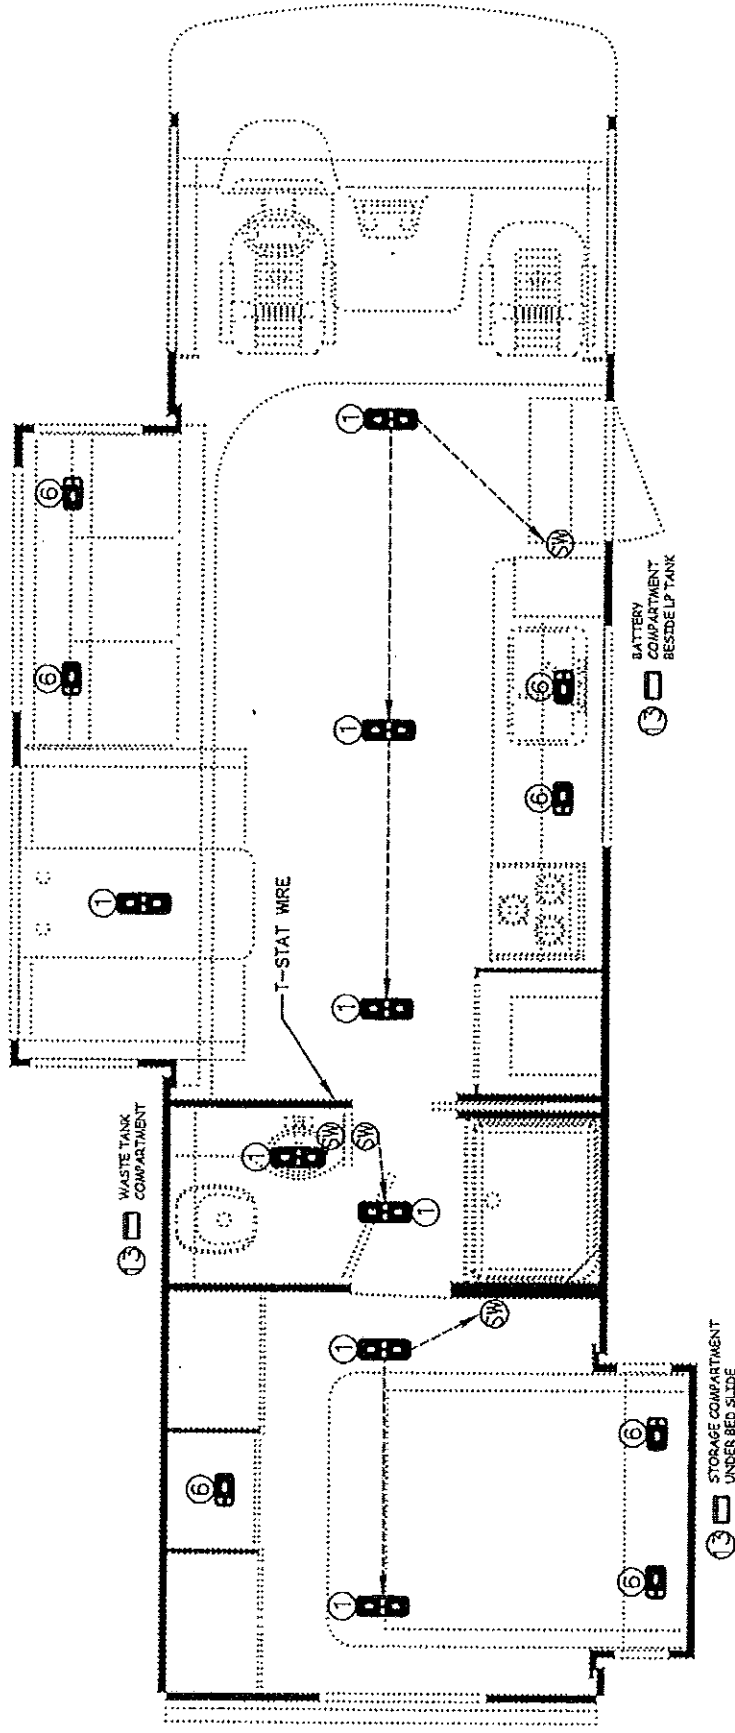 6
6
1
13 WASTE TANK
COMPARTMENT
6
1
T-STAT WIRE
SW
SW
1
1
1
1
1
1
SW
6
6
SW
6
6
13 BATTERY
COMPARTMENT
BESIDE LP TANK
13 STORAGE COMPARTMENT
UNDER BED SLIDE